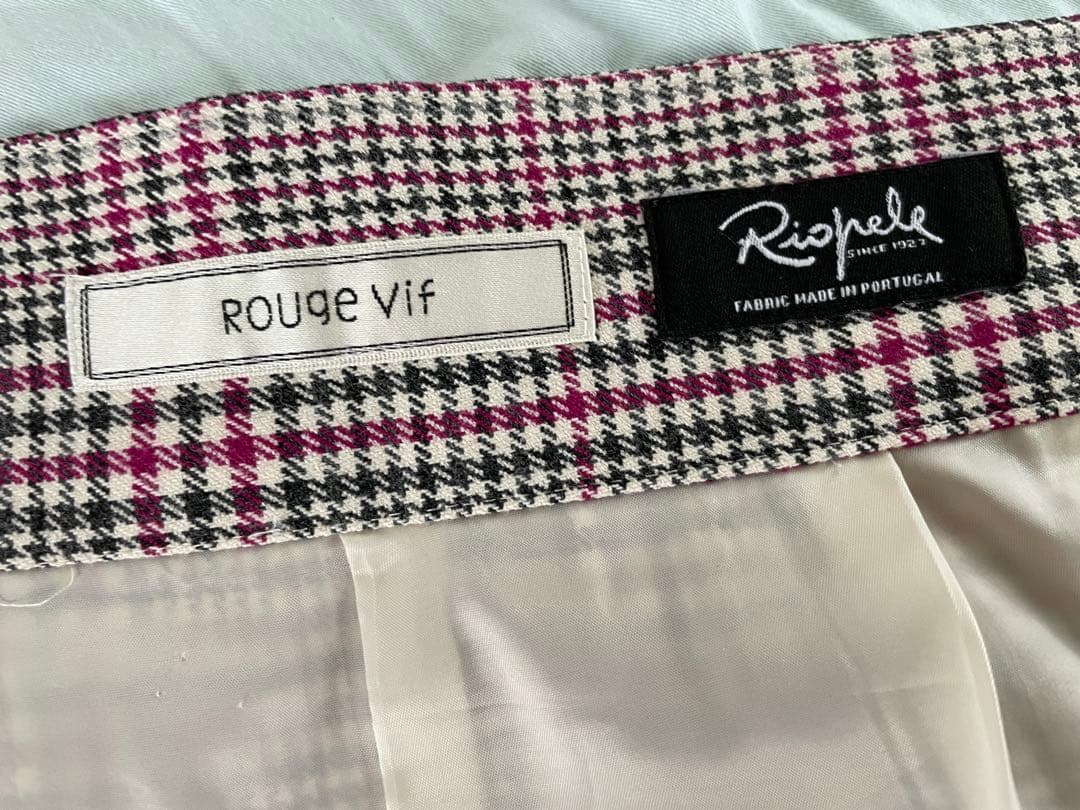 Rouge Vif
Riopele
SINCE 1927
FABRIC MADE IN PORTUGAL